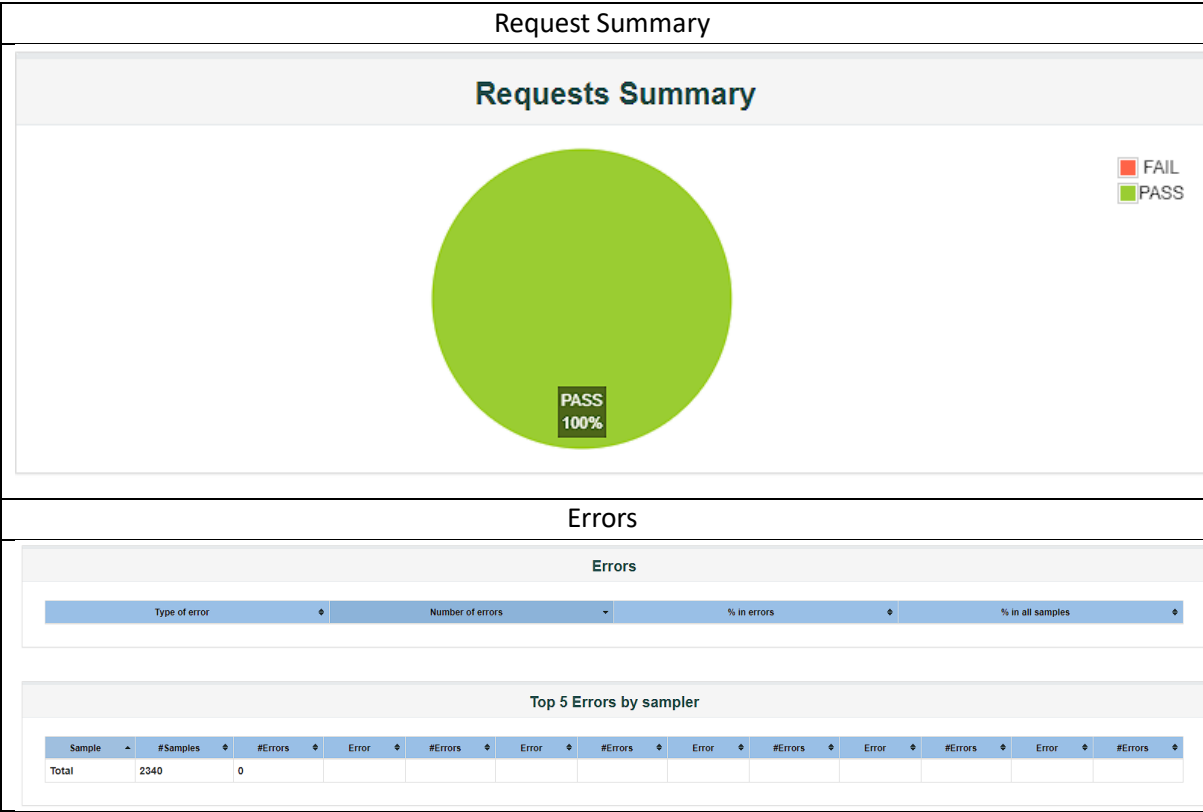 Request Summary
Requests Summary
FAIL
PASS
PASS
100%
Errors
Errors
Type of error Number of errors % in errors % in all samples
Top 5 Errors by sampler
Sample #Samples #Errors Error #Errors Error #Errors Error #Errors Error #Errors Error #Errors
Total 2340 0